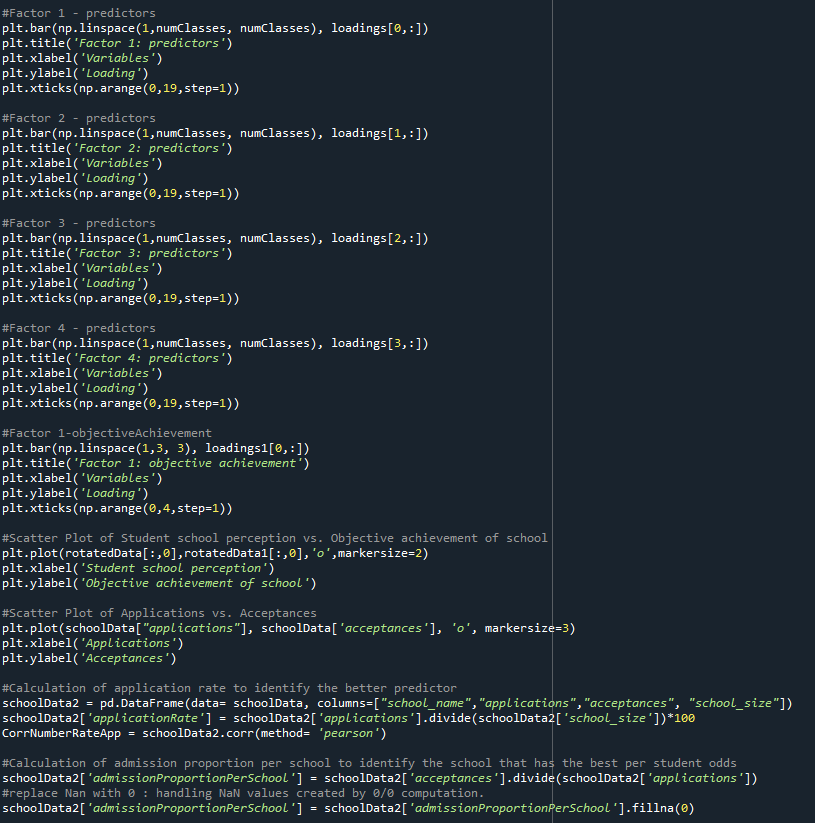 #Factor 1 - predictors
plt.bar(np.linspace(1,numClasses, numClasses), loadings[0,:])
plt.title('Factor 1: predictors')
plt.xlabel('Variables')
plt.ylabel('Loading')
plt.xticks(np.arange(0,19,step=1))

#Factor 2 - predictors
plt.bar(np.linspace(1,numClasses, numClasses), loadings[1,:])
plt.title('Factor 2: predictors')
plt.xlabel('Variables')
plt.ylabel('Loading')
plt.xticks(np.arange(0,19,step=1))

#Factor 3 - predictors
plt.bar(np.linspace(1,numClasses, numClasses), loadings[2,:])
plt.title('Factor 3: predictors')
plt.xlabel('Variables')
plt.ylabel('Loading')
plt.xticks(np.arange(0,19,step=1))

#Factor 4 - predictors
plt.bar(np.linspace(1,numClasses, numClasses), loadings[3,:])
plt.title('Factor 4: predictors')
plt.xlabel('Variables')
plt.ylabel('Loading')
plt.xticks(np.arange(0,19,step=1))

#Factor 1-objectiveAchievement
plt.bar(np.linspace(1,3, 3), loadings1[0,:])
plt.title('Factor 1: objective achievement')
plt.xlabel('Variables')
plt.ylabel('Loading')
plt.xticks(np.arange(0,4,step=1))

#Scatter Plot of Student school perception vs. Objective achievement of school
plt.plot(rotatedData[:,0],rotatedData1[:,0],'o',markersize=2)
plt.xlabel('Student school perception')
plt.ylabel('Objective achievement of school')

#Scatter Plot of Applications vs. Acceptances
plt.plot(schoolData["applications"], schoolData['acceptances'], 'o', markersize=3)
plt.xlabel('Applications')
plt.ylabel('Acceptances')

#Calculation of application rate to identify the better predictor
schoolData2 = pd.DataFrame(data= schoolData, columns=["school_name","applications","acceptances", "school_size"])
schoolData2['applicationRate'] = schoolData2['applications'].divide(schoolData2['school_size'])*100
CorrNumberRateApp = schoolData2.corr(method= 'pearson')

#Calculation of admission proportion per school to identify the school that has the best per student odds
schoolData2['admissionProportionPerSchool'] = schoolData2['acceptances'].divide(schoolData2['applications'])
#replace Nan with 0 : handling NaN values created by 0/0 computation.
schoolData2['admissionProportionPerSchool'] = schoolData2['admissionProportionPerSchool'].fillna(0)